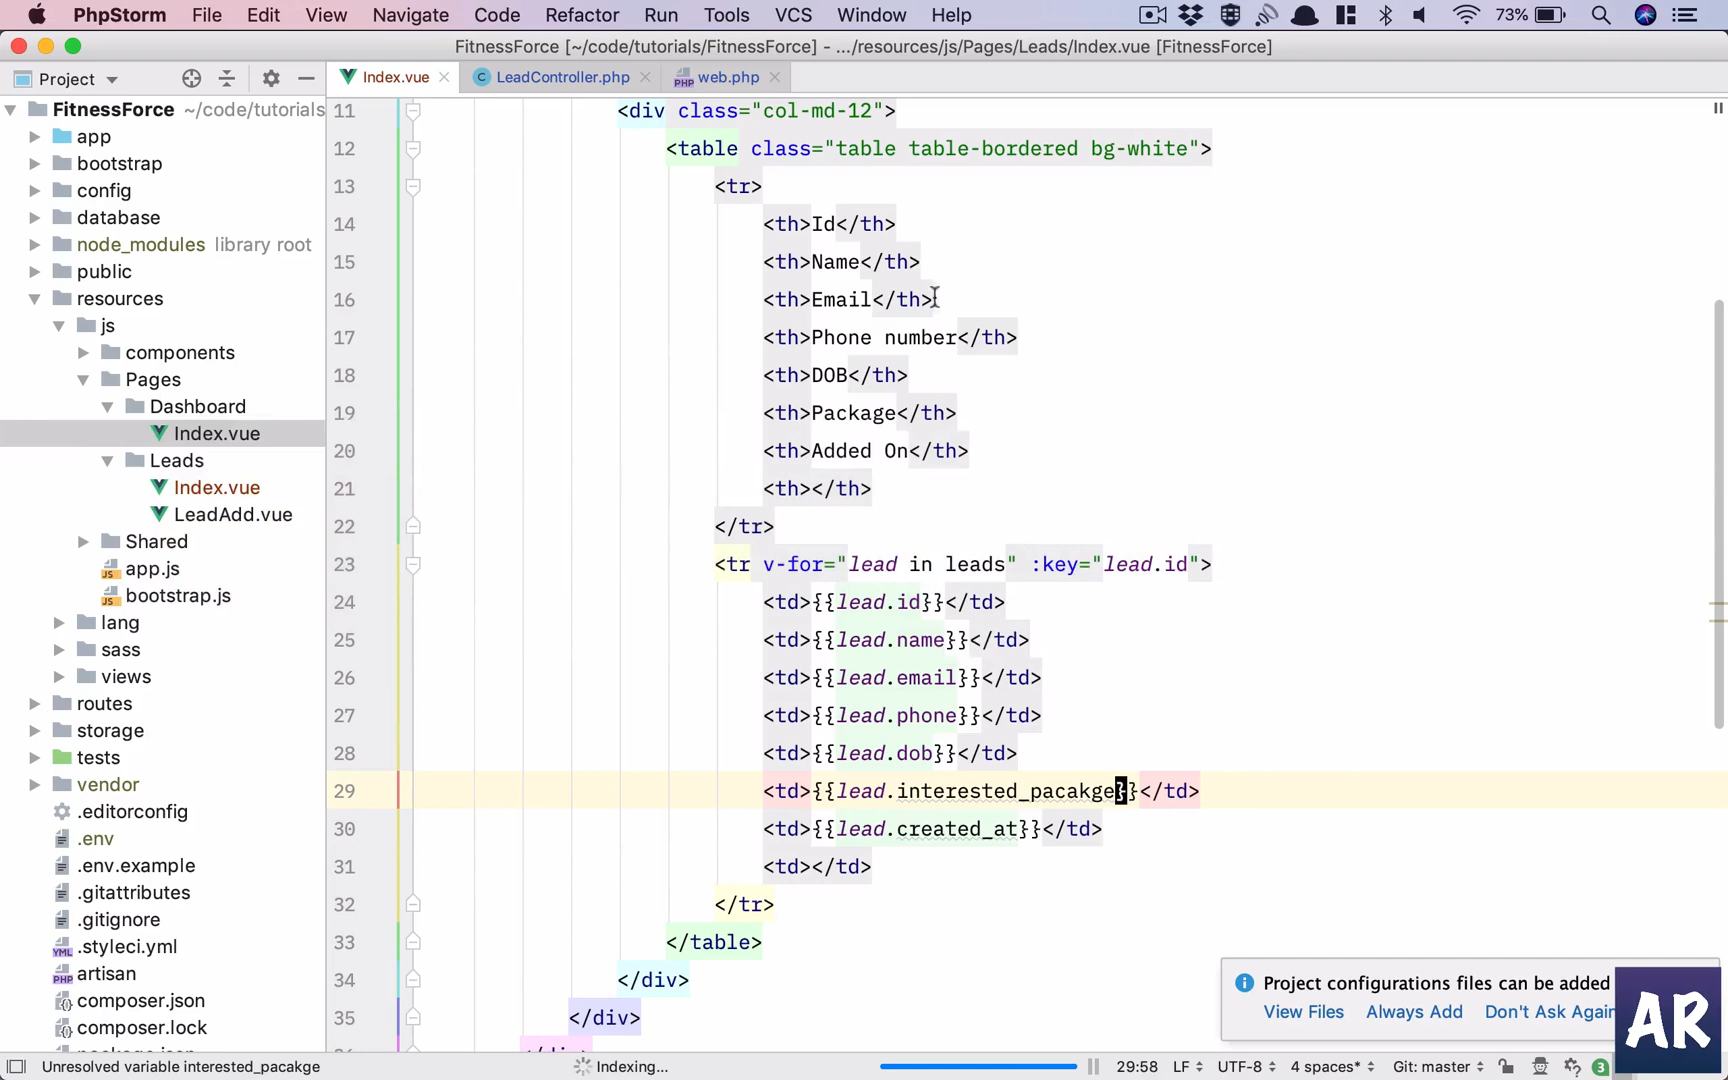 PhpStorm File Edit View Navigate Code Refactor Run Tools VCS Window Help 73%
FitnessForce [~/code/tutorials/FitnessForce] - .../resources/js/Pages/Leads/Index.vue [FitnessForce]
Project
Index.vue
LeadController.php
web.php
FitnessForce ~/code/tutorials
app
bootstrap
config
database
node_modules library root
public
resources
js
components
Pages
Dashboard
Index.vue
Leads
Index.vue
LeadAdd.vue
Shared
app.js
bootstrap.js
lang
sass
views
routes
storage
tests
vendor
.editorconfig
.env
.env.example
.gitattributes
.gitignore
.styleci.yml
artisan
composer.json
composer.lock
11 <div class="col-md-12">
12 <table class="table table-bordered bg-white">
13 <tr>
14 <th>Id</th>
15 <th>Name</th>
16 <th>Email</th>
17 <th>Phone number</th>
18 <th>DOB</th>
19 <th>Package</th>
20 <th>Added On</th>
21 <th></th>
22 </tr>
23 <tr v-for="lead in leads" :key="lead.id">
24 <td>{{lead.id}}</td>
25 <td>{{lead.name}}</td>
26 <td>{{lead.email}}</td>
27 <td>{{lead.phone}}</td>
28 <td>{{lead.dob}}</td>
29 <td>{{lead.interested_pacakge}}</td>
30 <td>{{lead.created_at}}</td>
31 <td></td>
32 </tr>
33 </table>
34 </div>
35 </div>
Project configurations files can be added
View Files Always Add Don't Ask Again
AR
Unresolved variable interested_pacakge Indexing... 29:58 LF UTF-8 4 spaces* Git: master 3